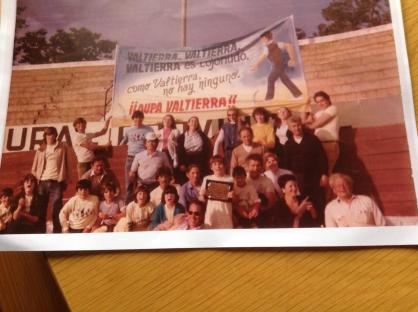 VALTIERRA, VALTIERRA,
VALTIERRA es cojonudo.
como Valtierra,
no hay ninguno.
¡¡AUPA VALTIERRA!!